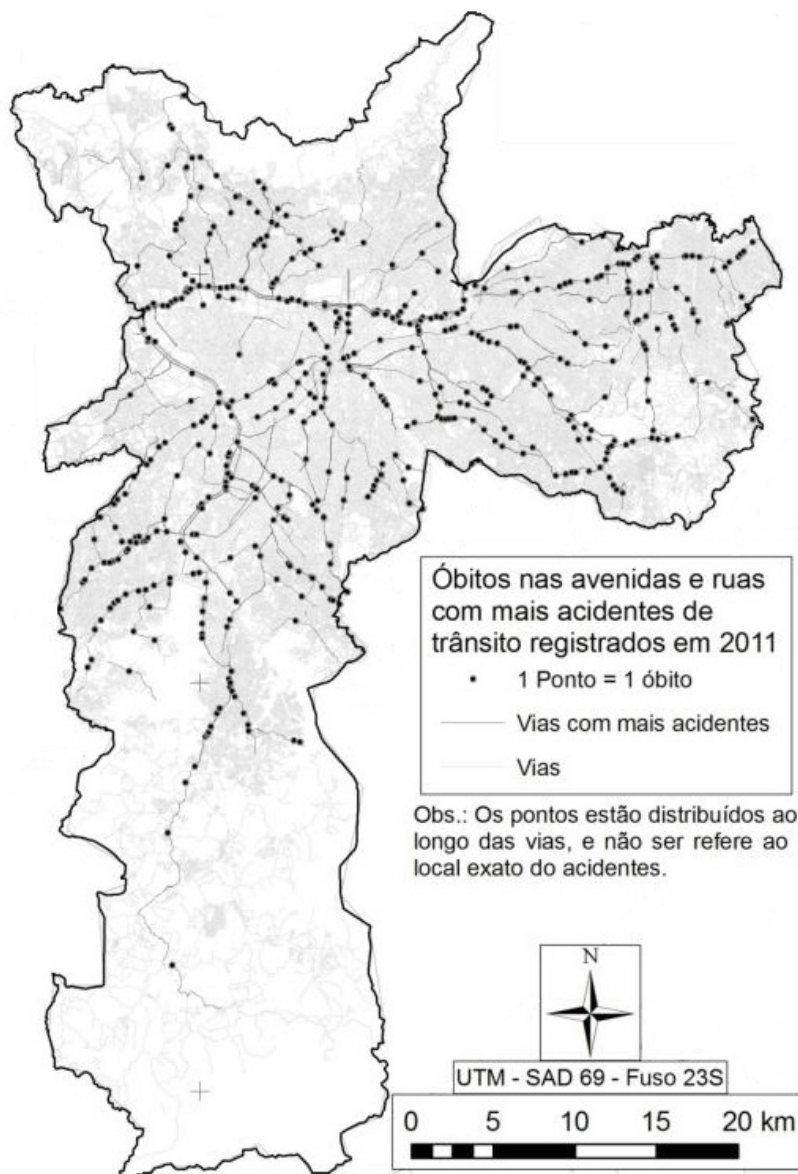 Óbitos nas avenidas e ruas
com mais acidentes de
trânsito registrados em 2011
1 Ponto = 1 óbito
Vias com mais acidentes
Vias
Obs.: Os pontos estão distribuídos ao
longo das vias, e não ser refere ao
local exato do acidentes.
N
UTM - SAD 69 - Fuso 23S
0 5 10 15 20 km